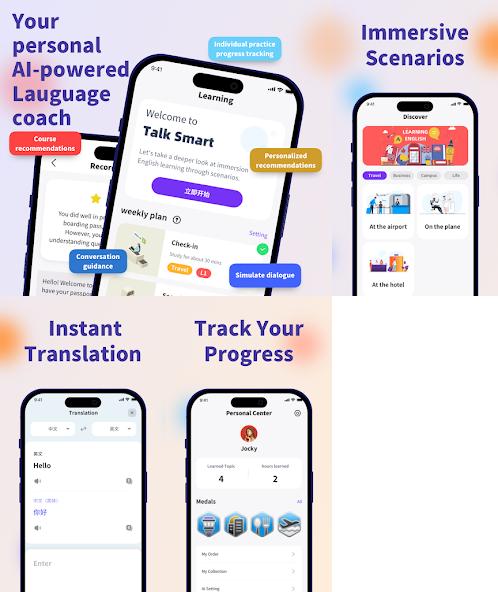 Your
personal
AI-powered
Lauguage
coach
Individual practice
progress tracking
Course
recommendations
Personalized
recommendations
Conversation
guidance
Simulate dialogue
9:41
Learning
Welcome to
Talk Smart
Let's take a deeper look at immersion
English learning through scenarios.
立即开始
weekly plan ?
Setting
Check-in
Study for about 30 mins
Travel
L1
Recor
You did well in pe
boarding pass
However, you
understanding qu
Hello! Welcome to
have your passpo
Immersive
Scenarios
9:41
Discover
LEARNING
ENGLISH
Travel
Business
Campus
Life
At the airport
On the plane
At the hotel
Instant
Translation
9:41
Translation
中文
英文
英文
Hello
中文（简体）
你好
Enter
Track Your
Progress
9:41
Personal Center
Jocky
Learned Topic
hours learned
4
2
Medals
All
My Order
My Collection
AI Setting